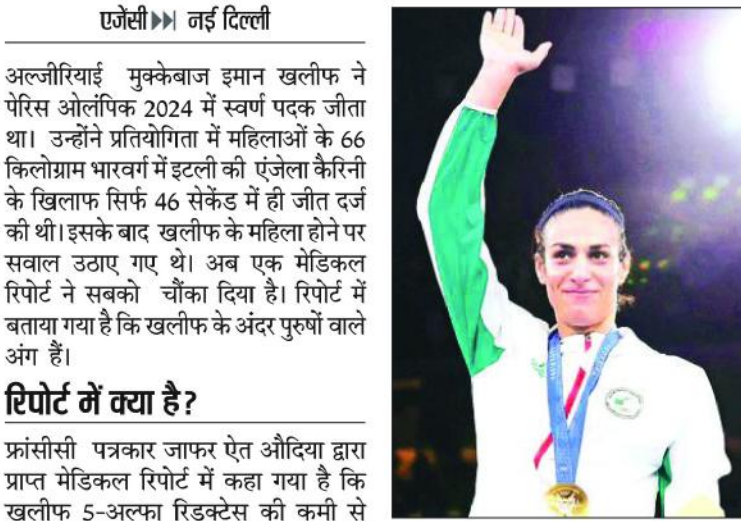 एजेंसी▶▶| नई दिल्ली
अल्जीरियाई मुक्केबाज इमान खलीफ ने
पेरिस ओलंपिक 2024 में स्वर्ण पदक जीता
था। उन्होंने प्रतियोगिता में महिलाओं के 66
किलोग्राम भारवर्ग में इटली की एंजेला कैरिनी
के खिलाफ सिर्फ 46 सेकेंड में ही जीत दर्ज
की थी। इसके बाद खलीफ के महिला होने पर
सवाल उठाए गए थे। अब एक मेडिकल
रिपोर्ट ने सबको चौंका दिया है। रिपोर्ट में
बताया गया है कि खलीफ के अंदर पुरुषों वाले
अंग हैं।
रिपोर्ट में क्या है?
फ्रांसीसी पत्रकार जाफर ऐत औदिया द्वारा
प्राप्त मेडिकल रिपोर्ट में कहा गया है कि
खलीफ 5-अल्फा रिडक्टेस की कमी से